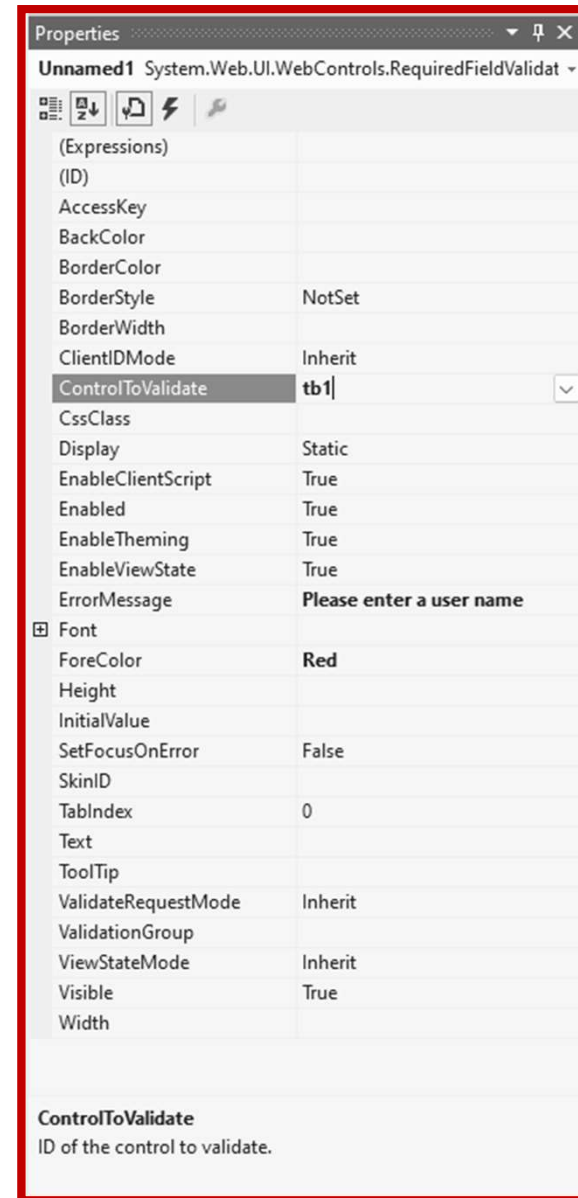 Properties
Unnamed1 System.Web.UI.WebControls.RequiredFieldValidat
(Expressions)
(ID)
AccessKey
BackColor
BorderColor
BorderStyle NotSet
BorderWidth
ClientIDMode Inherit
ControlToValidate tb1
CssClass
Display Static
EnableClientScript True
Enabled True
EnableTheming True
EnableViewState True
ErrorMessage Please enter a user name
Font
ForeColor Red
Height
InitialValue
SetFocusOnError False
SkinID
TabIndex 0
Text
ToolTip
ValidateRequestMode Inherit
ValidationGroup
ViewStateMode Inherit
Visible True
Width
ControlToValidate
ID of the control to validate.